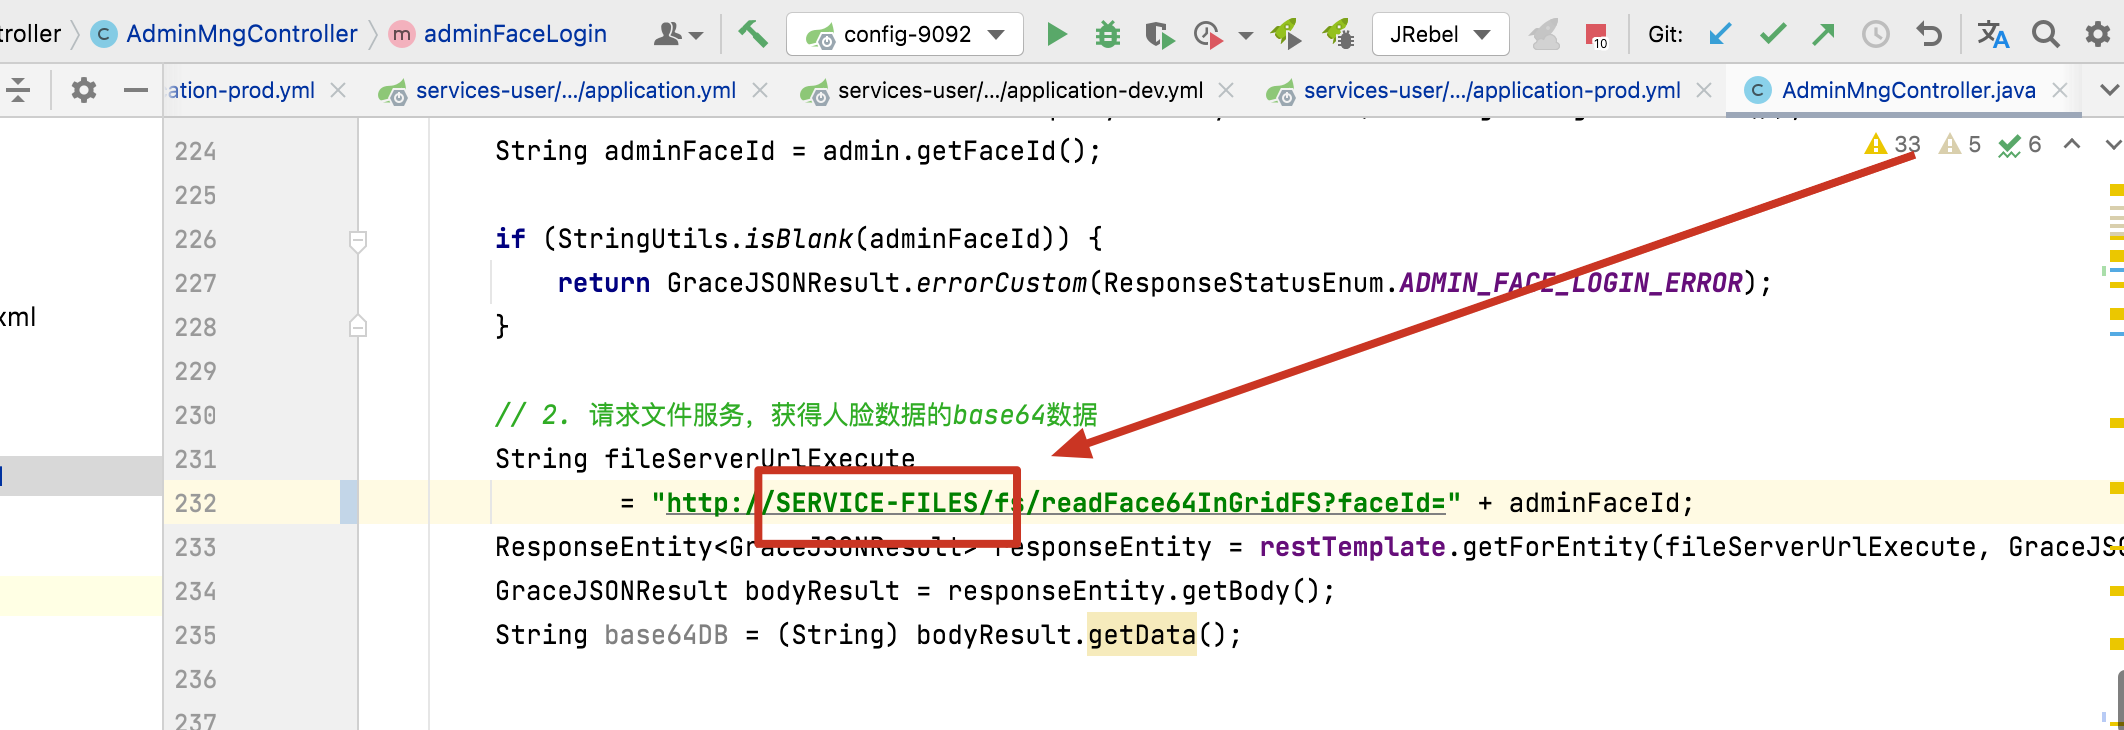 troller AdminMngController adminFaceLogin config-9092 JRebel 10 Git:
ation-prod.yml services-user/.../application.yml services-user/.../application-dev.yml services-user/.../application-prod.yml AdminMngController.java
33 5 6
224 String adminFaceId = admin.getFaceId();
225
226 if (StringUtils.isBlank(adminFaceId)) {
227 return GraceJSONResult.errorCustom(ResponseStatusEnum.ADMIN_FACE_LOGIN_ERROR);
xml
228 }
229
230 // 2. 请求文件服务，获得人脸数据的base64数据
231 String fileServerUrlExecute
232 = "http://SERVICE-FILES/fs/readFace64InGridFS?faceId=" + adminFaceId;
233 ResponseEntity<GraceJSONResult> responseEntity = restTemplate.getForEntity(fileServerUrlExecute, GraceJSO
234 GraceJSONResult bodyResult = responseEntity.getBody();
235 String base64DB = (String) bodyResult.getData();
236
237